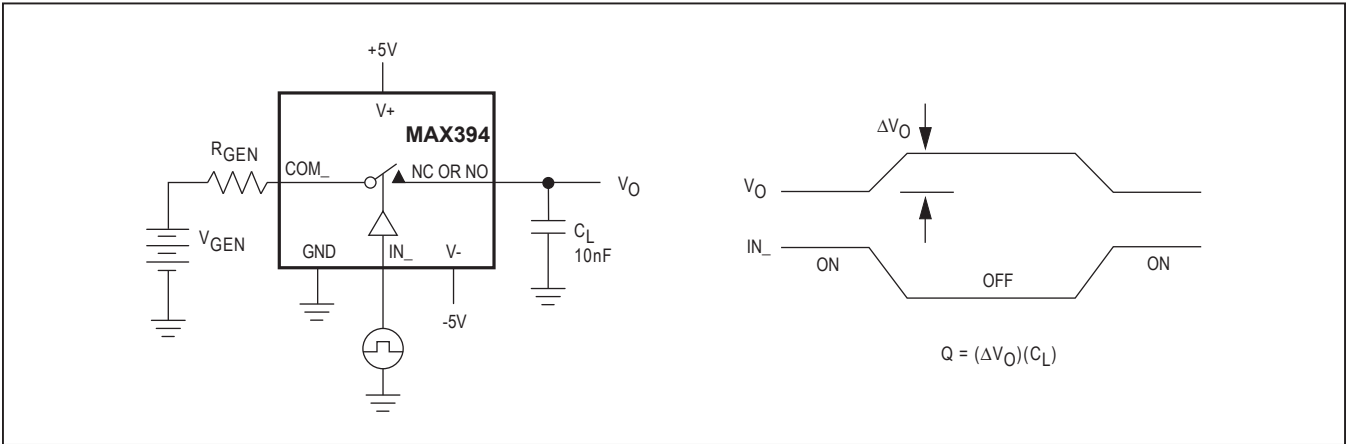 +5V
V+
MAX394
R_GEN
COM_
NC OR NO
V_O
V_GEN
C_L
10nF
GND
IN_
V-
-5V
ΔV_O
V_O
IN_
ON
OFF
ON
Q = (ΔV_O)(C_L)